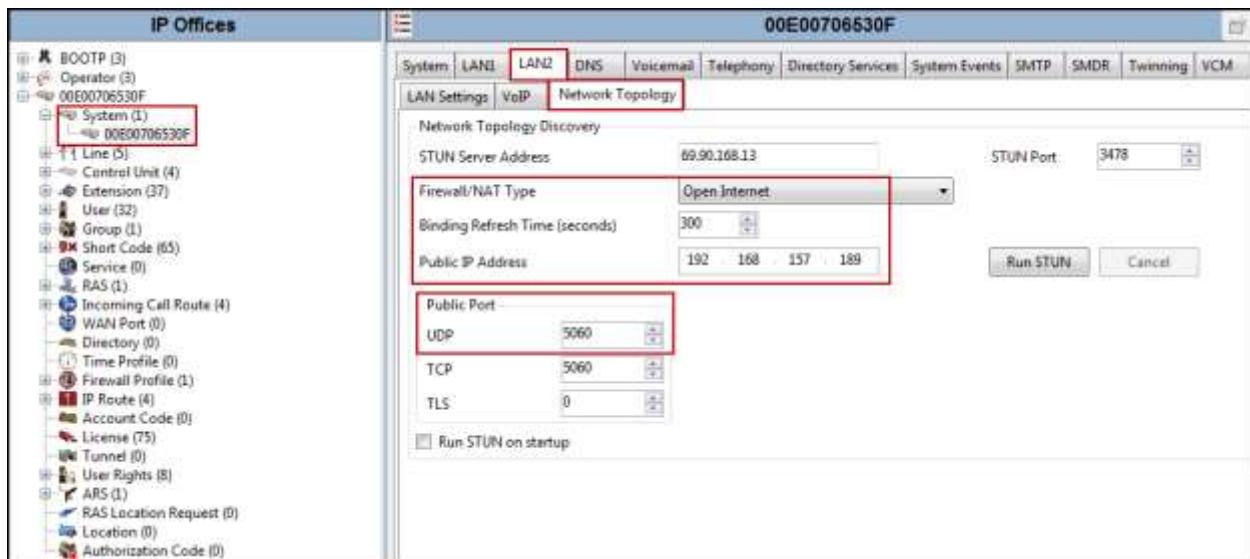 IP Offices
BOOTP (3)
Operator (3)
00E00706530F
System (1)
00E00706530F
Line (5)
Control Unit (4)
Extension (37)
User (32)
Group (1)
Short Code (65)
Service (0)
RAS (1)
Incoming Call Route (4)
WAN Port (0)
Directory (0)
Time Profile (0)
Firewall Profile (1)
IP Route (4)
Account Code (0)
License (75)
Tunnel (0)
User Rights (8)
ARS (1)
RAS Location Request (0)
Location (0)
Authorization Code (0)
00E00706530F
System LAN1 LAN2 DNS Voicemail Telephony Directory Services System Events SMTP SMDR Twinning VCM
LAN Settings VoIP Network Topology
Network Topology Discovery
STUN Server Address 69.90.168.13 STUN Port 3478
Firewall/NAT Type Open Internet
Binding Refresh Time (seconds) 300
Public IP Address 192 . 168 . 157 . 189 Run STUN Cancel
Public Port
UDP 5060
TCP 5060
TLS 0
Run STUN on startup